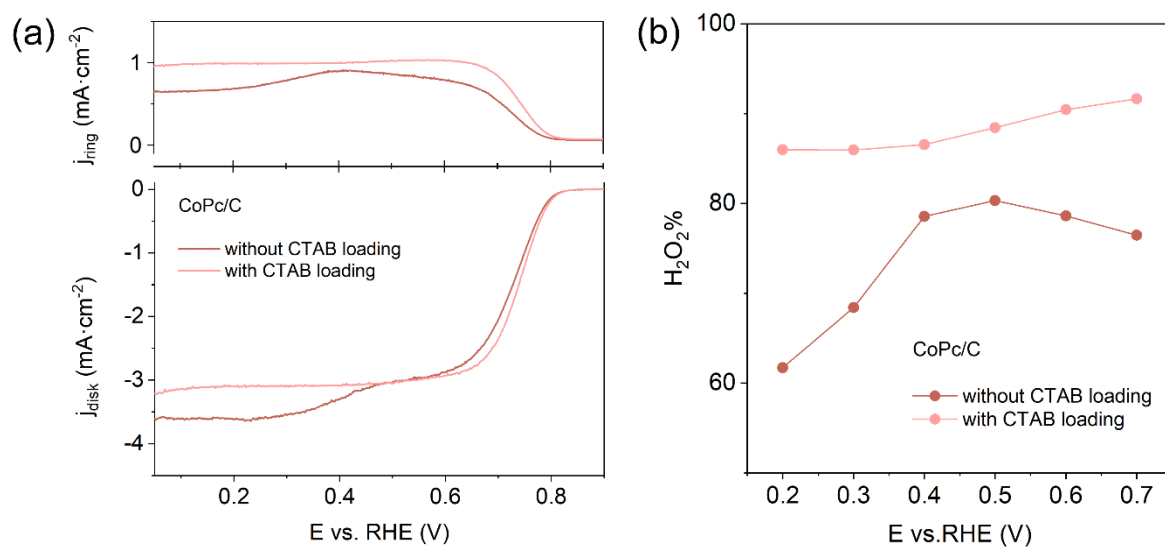 (a)
j_ring (mA·cm⁻²)
1
0
j_disk (mA·cm⁻²)
0
-1
-2
-3
-4
CoPc/C
without CTAB loading
with CTAB loading
0.2 0.4 0.6 0.8
E vs. RHE (V)
(b)
H₂O₂%
100
80
60
CoPc/C
without CTAB loading
with CTAB loading
0.2 0.3 0.4 0.5 0.6 0.7
E vs.RHE (V)